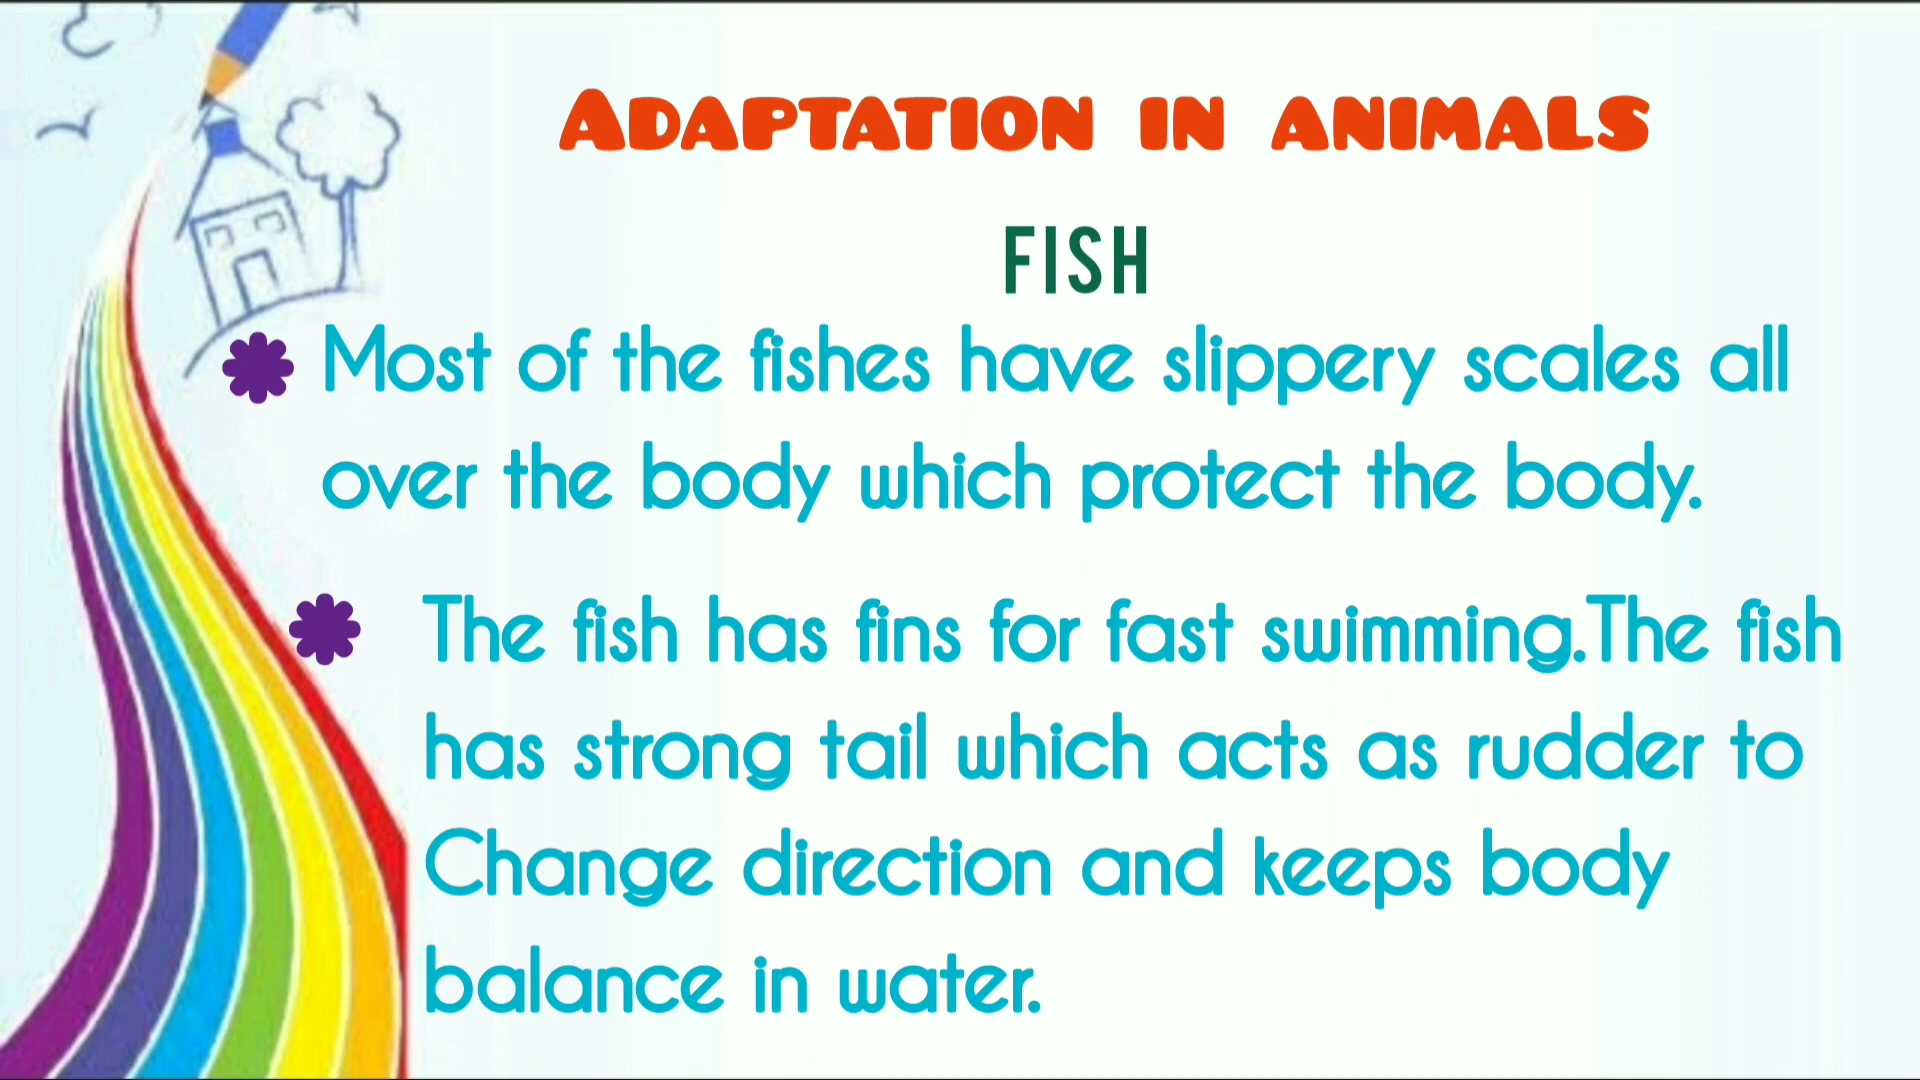 ADAPTATION IN ANIMALS
FISH
Most of the fishes have slippery scales all
over the body which protect the body.
The fish has fins for fast swimming.The fish
has strong tail which acts as rudder to
Change direction and keeps body
balance in water.